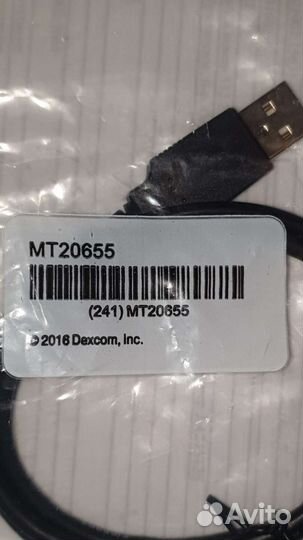 MT20655
(241) MT20655
© 2016 Dexcom, Inc.
Avito